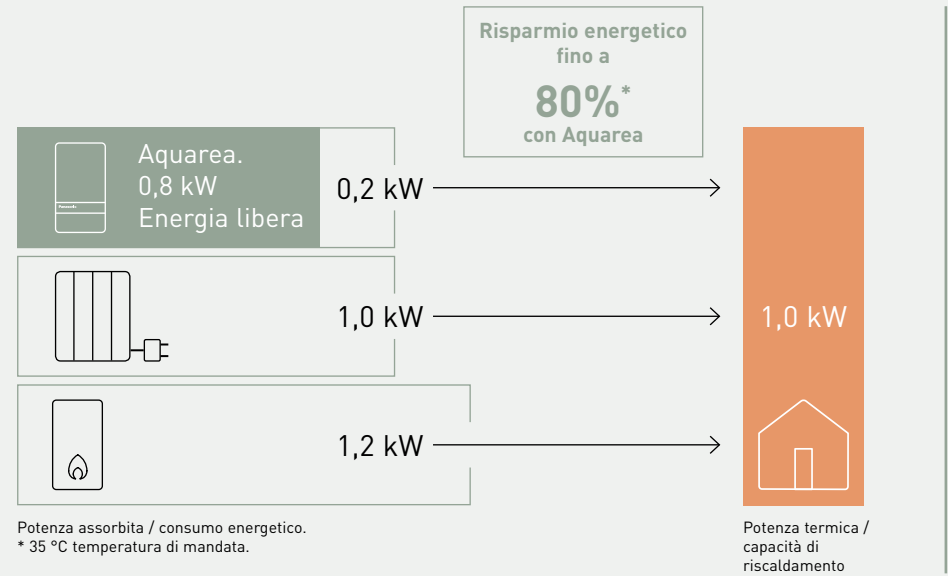 Risparmio energetico
fino a
80%*
con Aquarea
Aquarea.
0,8 kW
Energia libera
0,2 kW
1,0 kW
1,0 kW
1,2 kW
Potenza assorbita / consumo energetico.
* 35 °C temperatura di mandata.
Potenza termica /
capacità di
riscaldamento